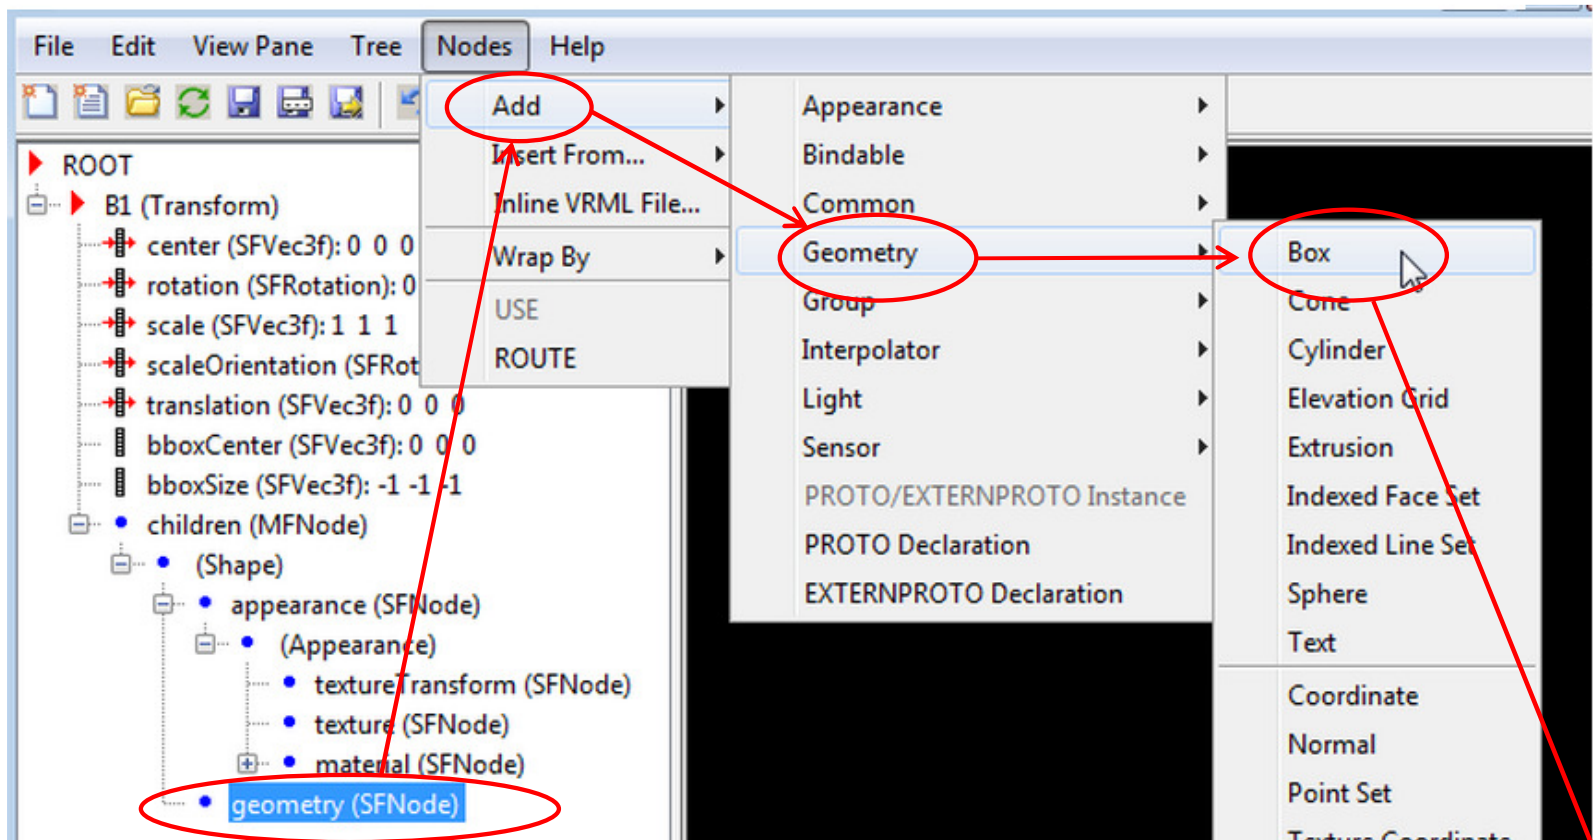 File Edit View Pane Tree Nodes Help
Add
Insert From...
Inline VRML File...
Wrap By
USE
ROUTE
Appearance
Bindable
Common
Geometry
Group
Interpolator
Light
Sensor
PROTO/EXTERNPROTO Instance
PROTO Declaration
EXTERNPROTO Declaration
Box
Cone
Cylinder
Elevation Grid
Extrusion
Indexed Face Set
Indexed Line Set
Sphere
Text
Coordinate
Normal
Point Set
Texture Coordinate
ROOT
B1 (Transform)
center (SFVec3f): 0 0 0
rotation (SFRotation): 0
scale (SFVec3f): 1 1 1
scaleOrientation (SFRot
translation (SFVec3f): 0 0 0
bboxCenter (SFVec3f): 0 0 0
bboxSize (SFVec3f): -1 -1 -1
children (MFNode)
(Shape)
appearance (SFNode)
(Appearance)
textureTransform (SFNode)
texture (SFNode)
material (SFNode)
geometry (SFNode)